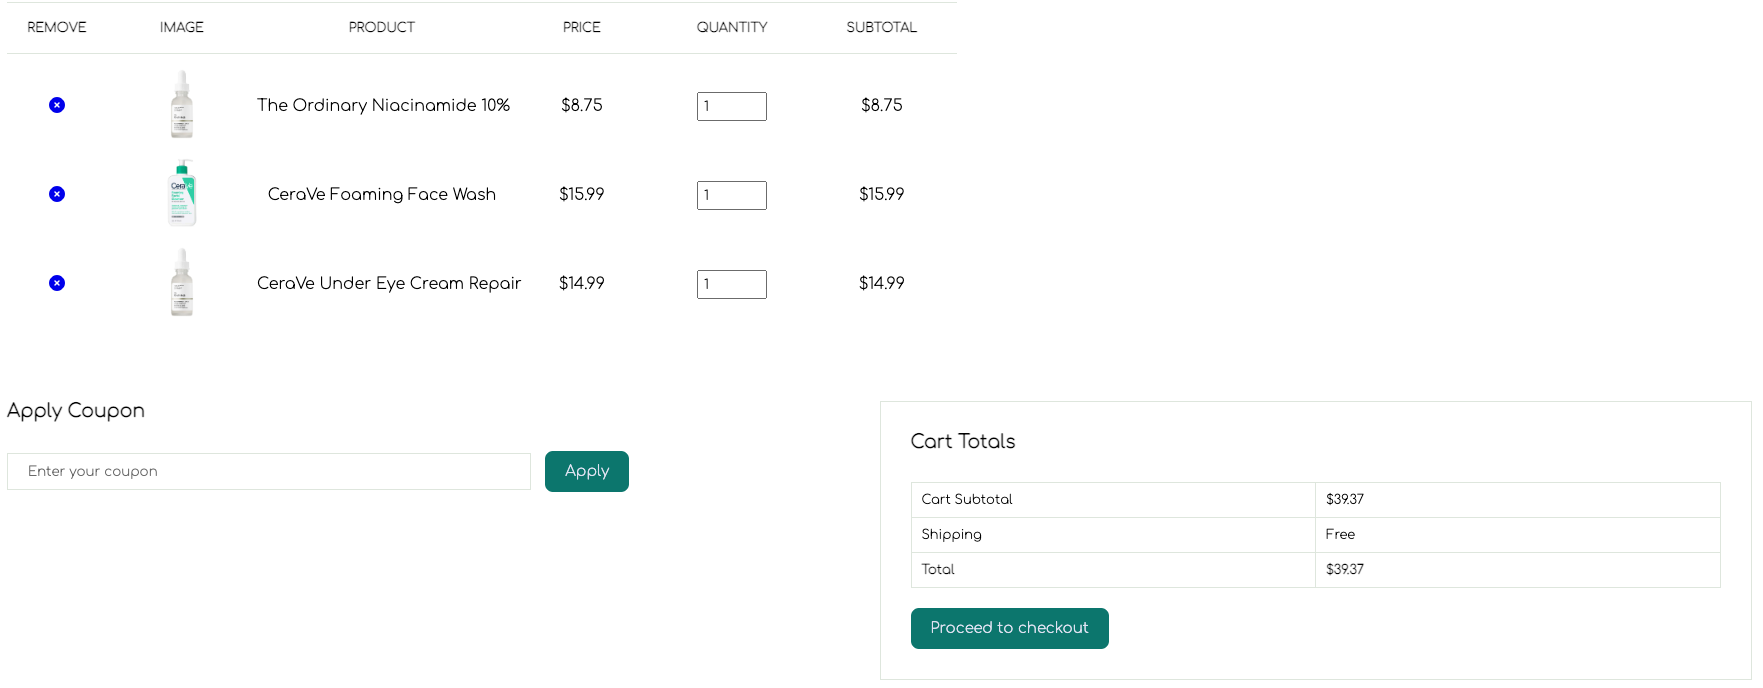 REMOVE IMAGE PRODUCT PRICE QUANTITY SUBTOTAL
The Ordinary Niacinamide 10% $8.75 1 $8.75
CeraVe Foaming Face Wash $15.99 1 $15.99
CeraVe Under Eye Cream Repair $14.99 1 $14.99
Apply Coupon
Enter your coupon Apply
Cart Totals
Cart Subtotal $39.37
Shipping Free
Total $39.37
Proceed to checkout